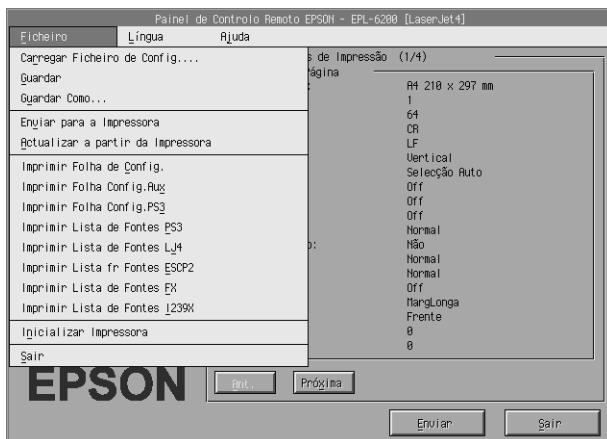 Painel de Controlo Remoto EPSON - EPL-6200 [LaserJet4]
Ficheiro Língua Ajuda
Carregar Ficheiro de Config....
Guardar
Guardar Como...
Enviar para a Impressora
Actualizar a partir da Impressora
Imprimir Folha de Config.
Imprimir Folha Config.Aux
Imprimir Folha Config.PS3
Imprimir Lista de Fontes PS3
Imprimir Lista de Fontes LJ4
Imprimir Lista fr Fontes ESCP2
Imprimir Lista de Fontes FX
Imprimir Lista de Fontes I239X
Inicializar Impressora
Sair
s de Impressão (1/4)
Página
: A4 210 x 297 mm
1
64
CR
LF
Vertical
Selecção Auto
Off
Off
Off
Normal
o: Não
Normal
Normal
Off
MargLonga
Frente
0
0
EPSON
Ant. Próxima
Enviar Sair